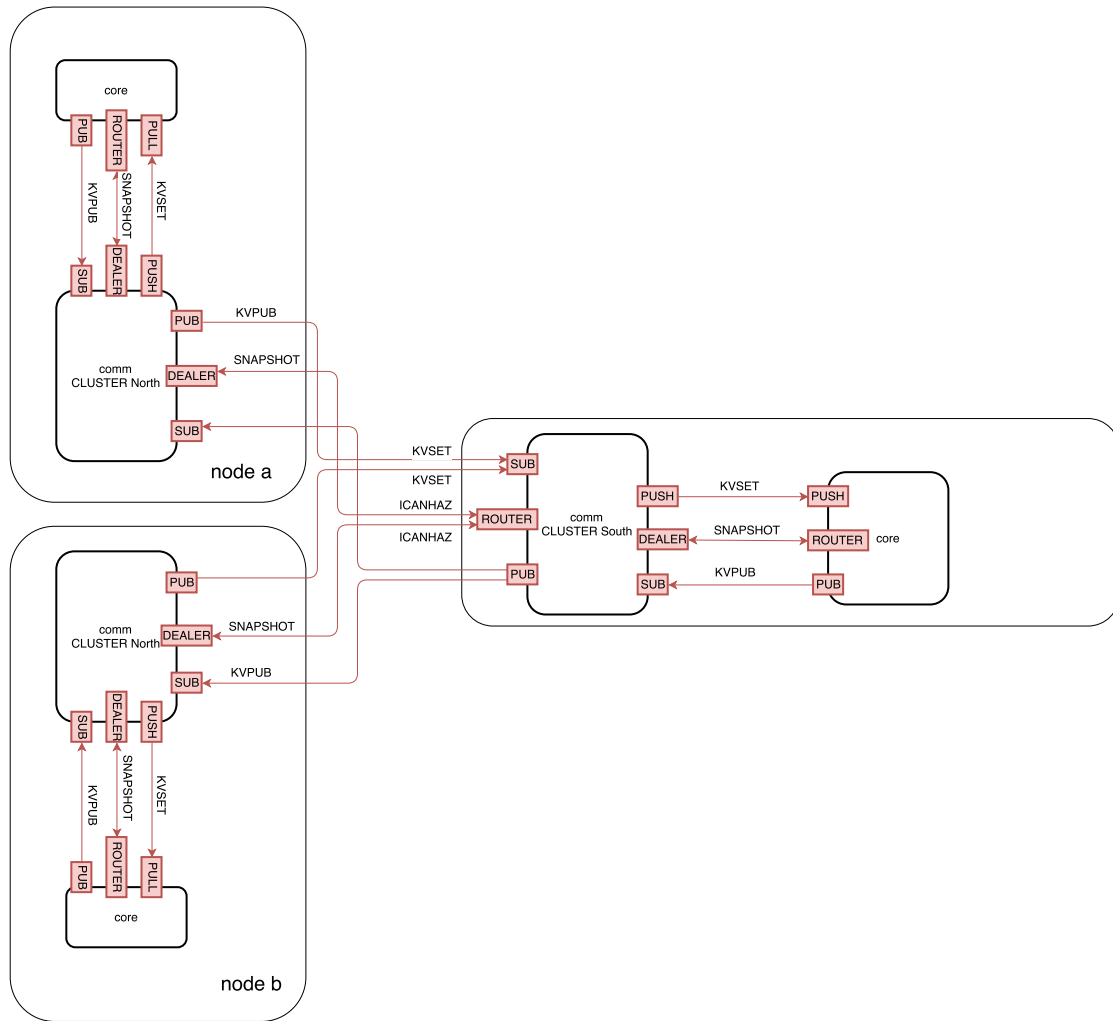 core
PUB
ROUTER
PULL
KVPUB
SNAPSHOT
KVSET
SUB
DEALER
PUSH
comm
CLUSTER North
PUB
KVPUB
DEALER
SNAPSHOT
SUB
node a
KVSET
KVSET
ICANHAZ
ICANHAZ
SUB
ROUTER
PUB
comm
CLUSTER South
PUSH
KVSET
PUSH
DEALER
SNAPSHOT
ROUTER
core
SUB
KVPUB
PUB
comm
CLUSTER North
PUB
DEALER
SNAPSHOT
SUB
KVPUB
SUB
DEALER
PUSH
KVPUB
SNAPSHOT
KVSET
PUB
ROUTER
PULL
core
node b